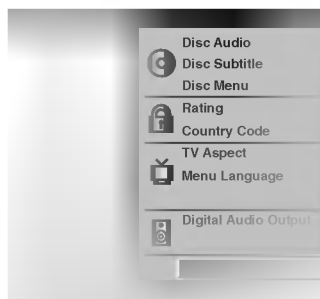 Disc Audio
Disc Subtitle
Disc Menu
Rating
Country Code
TV Aspect
Menu Language
Digital Audio Output